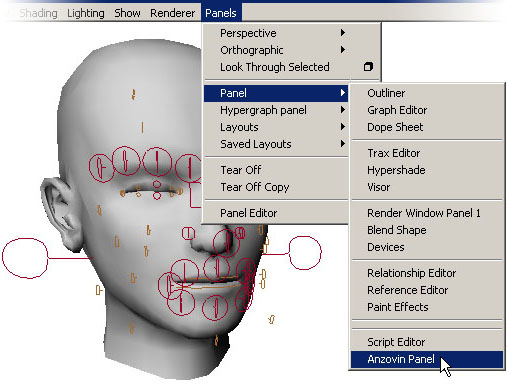 Shading Lighting Show Renderer Panels
Perspective
Orthographic
Look Through Selected
Panel
Hypergraph panel
Layouts
Saved Layouts
Tear Off
Tear Off Copy
Panel Editor
Outliner
Graph Editor
Dope Sheet
Trax Editor
Hypershade
Visor
Render Window Panel 1
Blend Shape
Devices
Relationship Editor
Reference Editor
Paint Effects
Script Editor
Anzovin Panel